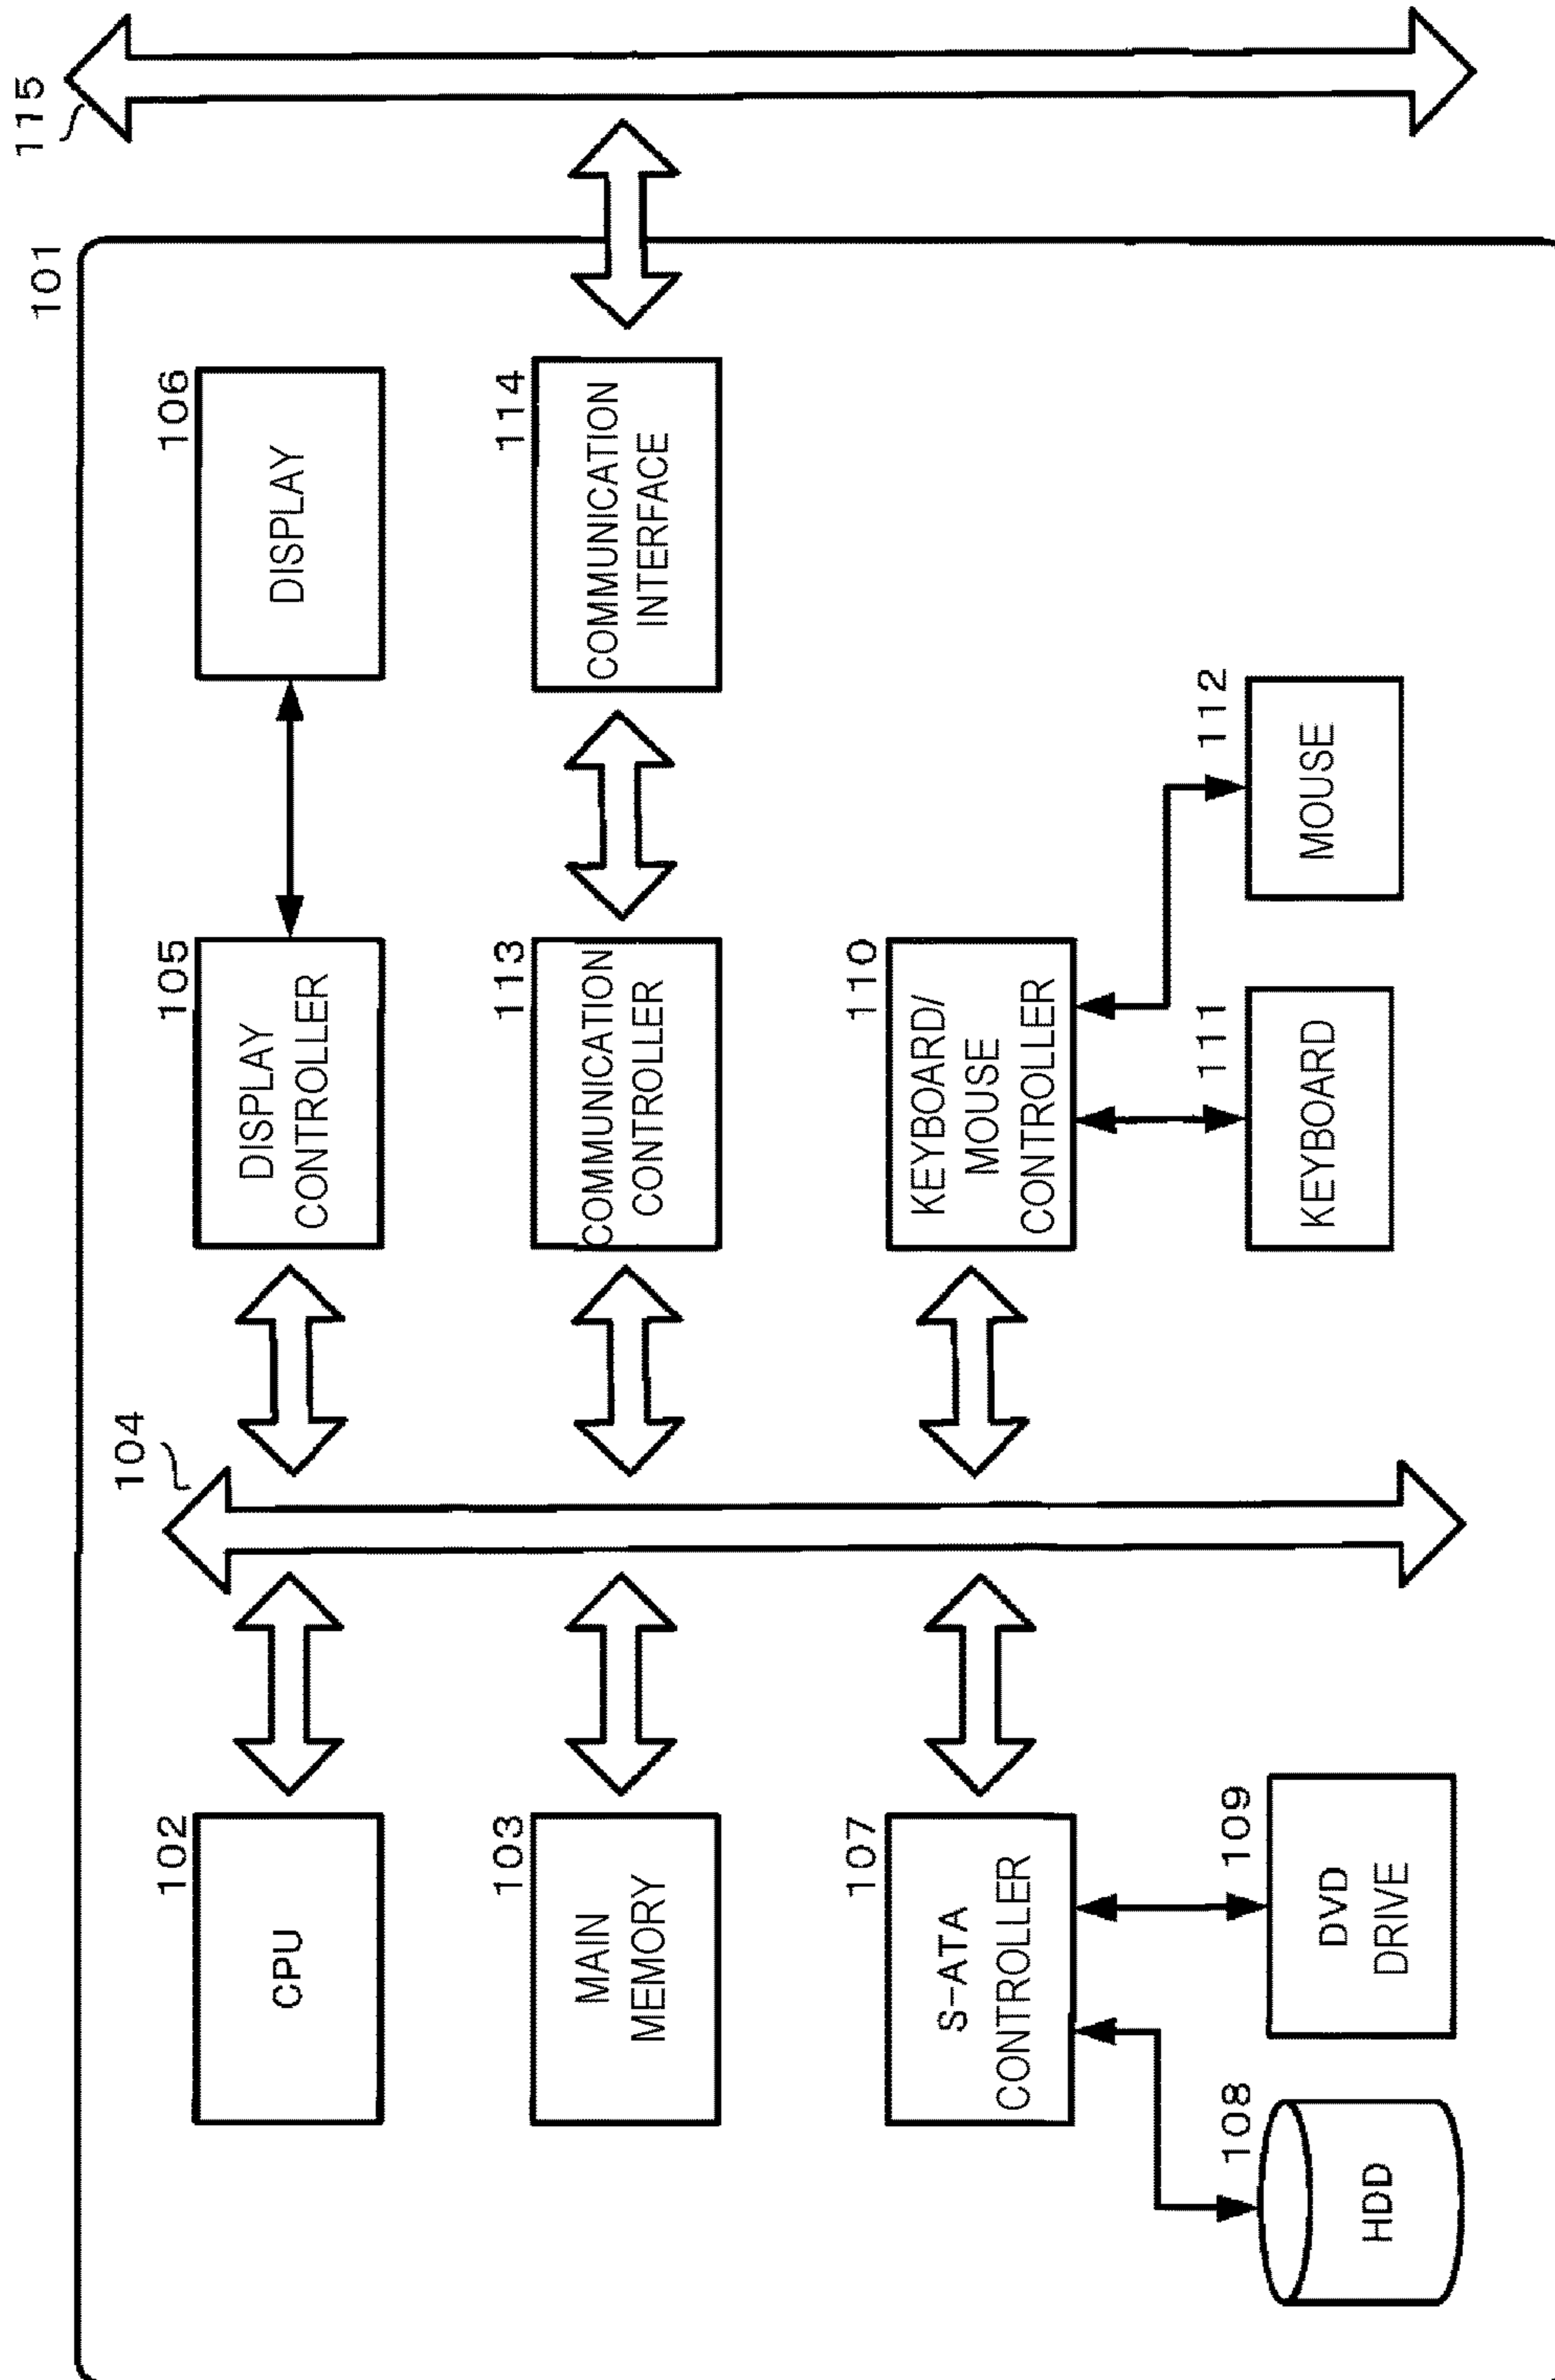 101
115
102
CPU
104
105
DISPLAY
CONTROLLER
106
DISPLAY
103
MAIN
MEMORY
113
COMMUNICATION
CONTROLLER
114
COMMUNICATION
INTERFACE
107
S-ATA
CONTROLLER
110
KEYBOARD/
MOUSE
CONTROLLER
108
HDD
109
DVD
DRIVE
111
KEYBOARD
112
MOUSE